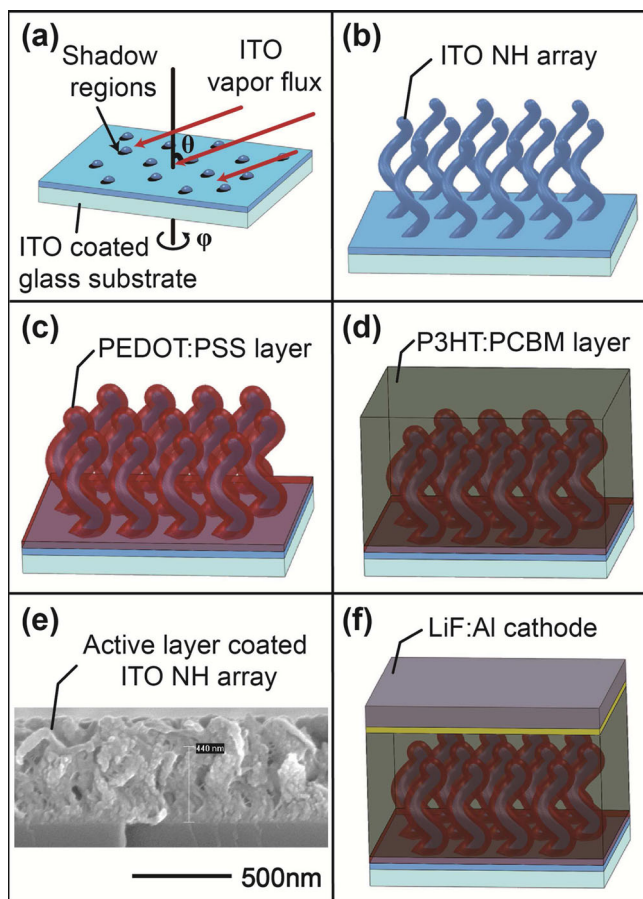 (a)
Shadow
regions
ITO
vapor flux
θ
φ
ITO coated
glass substrate
(b)
ITO NH array
(c)
PEDOT:PSS layer
(d)
P3HT:PCBM layer
(e)
Active layer coated
ITO NH array
440 nm
500nm
(f)
LiF:Al cathode